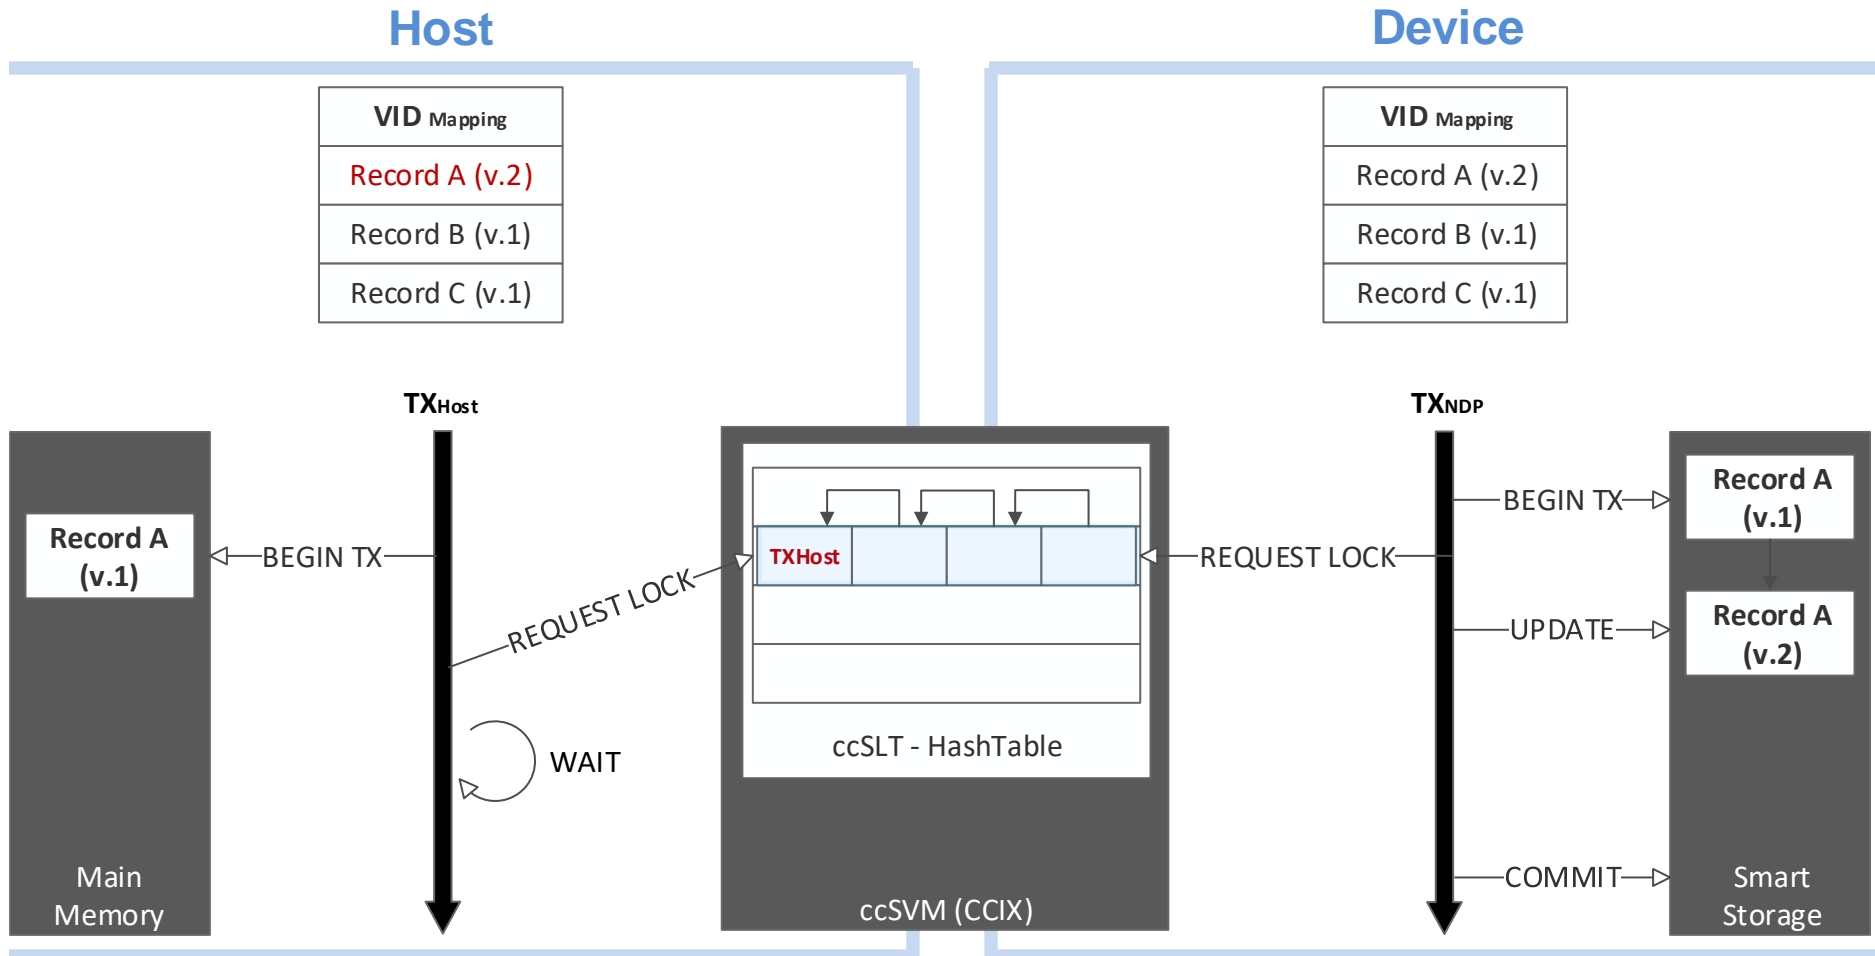 Host
Device
VID Mapping
Record A (v.2)
Record B (v.1)
Record C (v.1)
VID Mapping
Record A (v.2)
Record B (v.1)
Record C (v.1)
TXHost
TXNDP
Record A
(v.1)
BEGIN TX
REQUEST LOCK
WAIT
Main
Memory
TXHost
ccSLT - HashTable
ccSVM (CCIX)
REQUEST LOCK
BEGIN TX
UPDATE
COMMIT
Record A
(v.1)
Record A
(v.2)
Smart
Storage